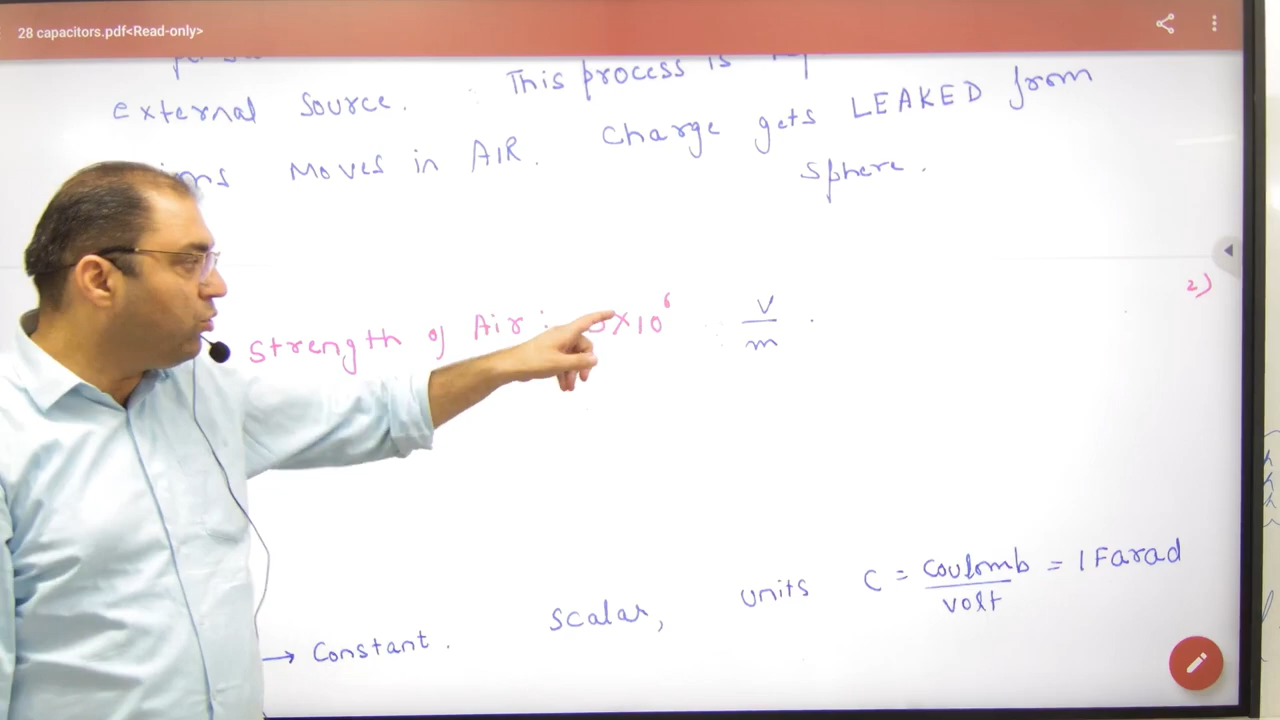 28 capacitors.pdf<Read-only>
This process is
external Source. Charge gets LEAKED from
Moves in AIR. Sphere.
2)
Strength of Air : ×10⁶ V/m .
units C = Coulomb/volt = 1 Farad
→ Constant. Scalar,